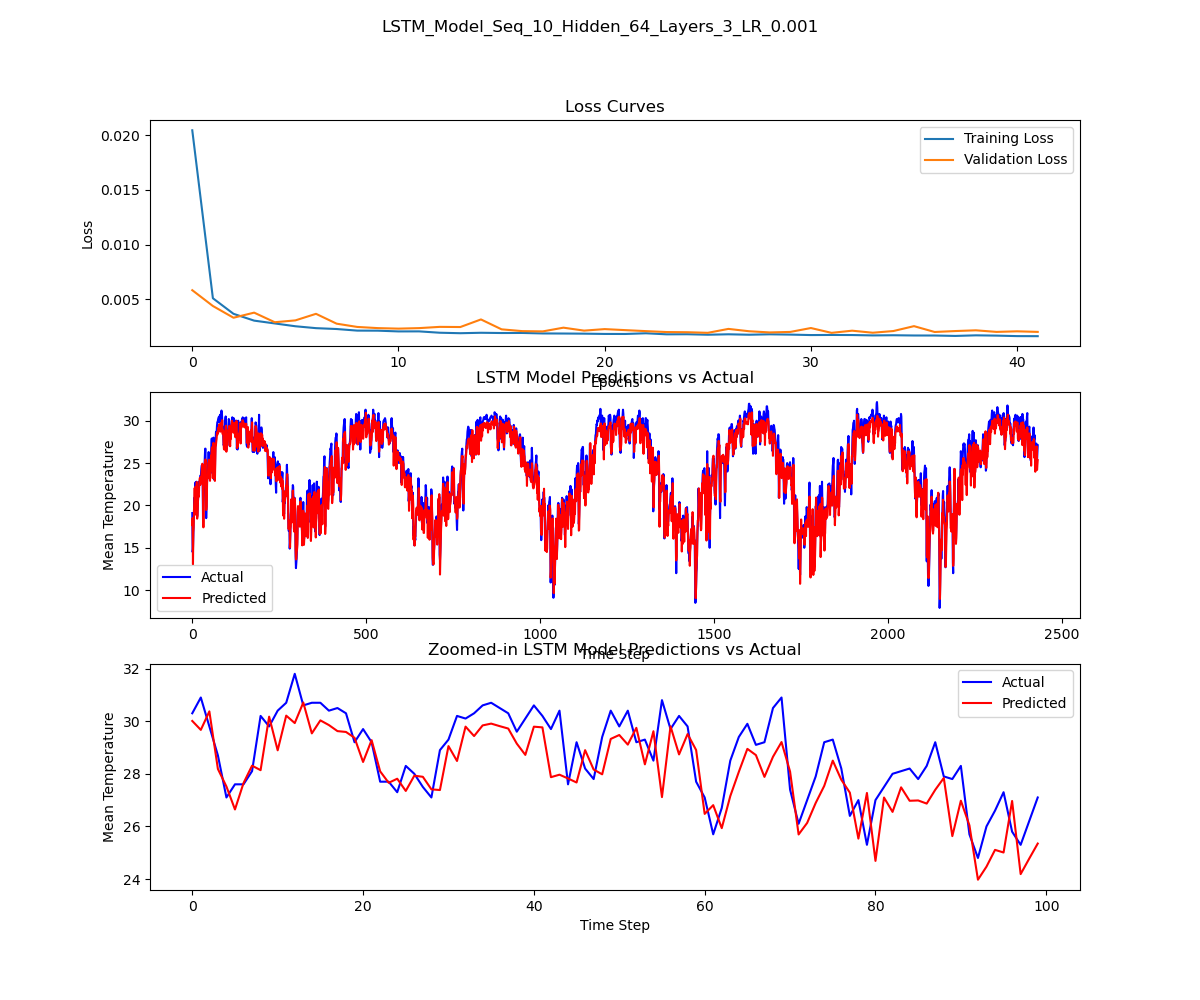 LSTM_Model_Seq_10_Hidden_64_Layers_3_LR_0.001
Loss Curves
0.020
0.015
0.010
0.005
Loss
Training Loss
Validation Loss
0 10 20 30 40
Epochs
LSTM Model Predictions vs Actual
30
25
20
15
10
Mean Temperature
Actual
Predicted
0 500 1000 1500 2000 2500
Time Step
Zoomed-in LSTM Model Predictions vs Actual
32
30
28
26
24
Mean Temperature
Actual
Predicted
0 20 40 60 80 100
Time Step